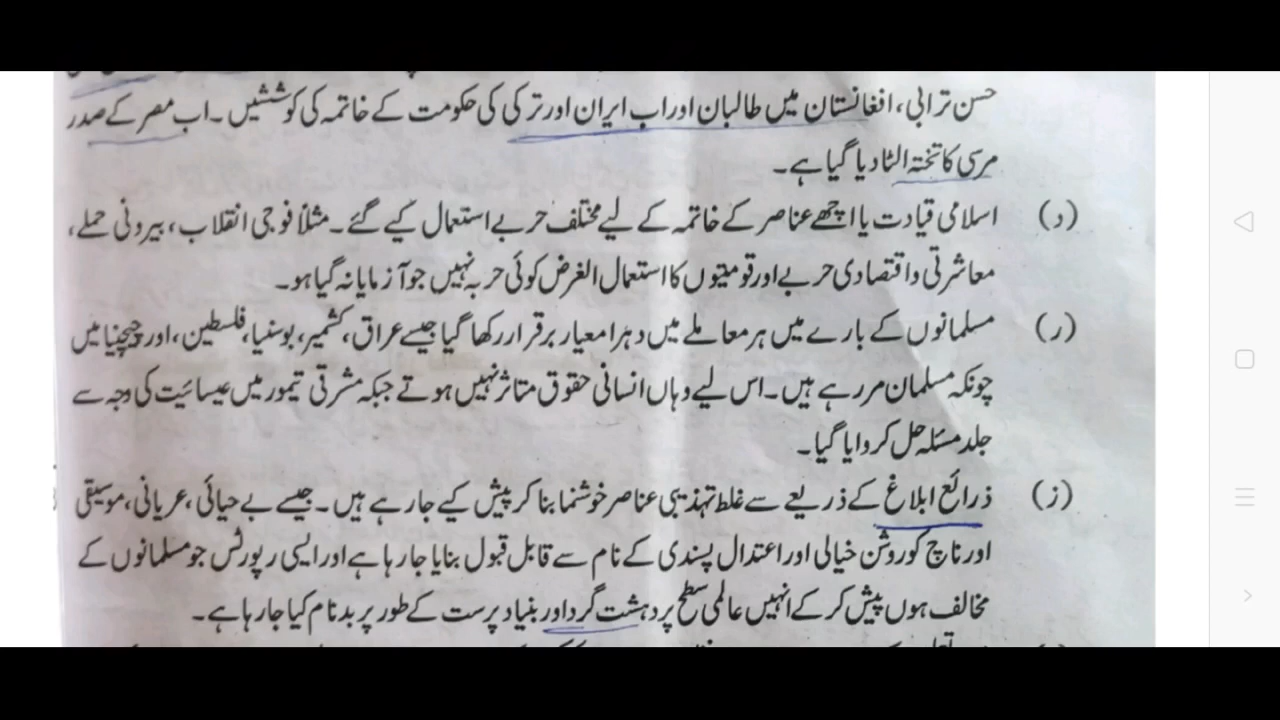 حسن ترابی، افغانستان میں طالبان اور اب ایران اور ترکی کی حکومت کے خاتمہ کی کوششیں۔ اب مصر کے صدر
مرسی کا تختہ الٹا دیا گیا ہے۔
(د) اسلامی قیادت یا اچھے عناصر کے خاتمہ کے لیے مختلف حربے استعمال کیے گئے۔ مثلاً فوجی انقلاب، بیرونی حملے،
معاشرتی و اقتصادی حربے اور قومیتوں کا استعمال الغرض کوئی حربہ نہیں جو آزمایا نہ گیا ہو۔
(ر) مسلمانوں کے بارے میں ہر معاملے میں دہرا معیار برقرار رکھا گیا جیسے عراق، کشمیر، بوسنیا، فلسطین، اور چیچنیا میں
چونکہ مسلمان مر رہے ہیں۔ اس لیے وہاں انسانی حقوق متاثر نہیں ہوتے جبکہ مشرقی تیمور میں عیسائیت کی وجہ سے
جلد مسئلہ حل کروایا گیا۔
(ز) ذرائع ابلاغ کے ذریعے سے غلط تہذیبی عناصر خوشنما بنا کر پیش کیے جا رہے ہیں۔ جیسے بے حیائی، عریانی، موسیقی
اور ناچ کو روشن خیالی اور اعتدال پسندی کے نام سے قابل قبول بنایا جا رہا ہے اور ایسی رپورٹس جو مسلمانوں کے
مخالف ہوں پیش کر کے انہیں عالمی سطح پر دہشت گرد اور بنیاد پرست کے طور پر بدنام کیا جا رہا ہے۔